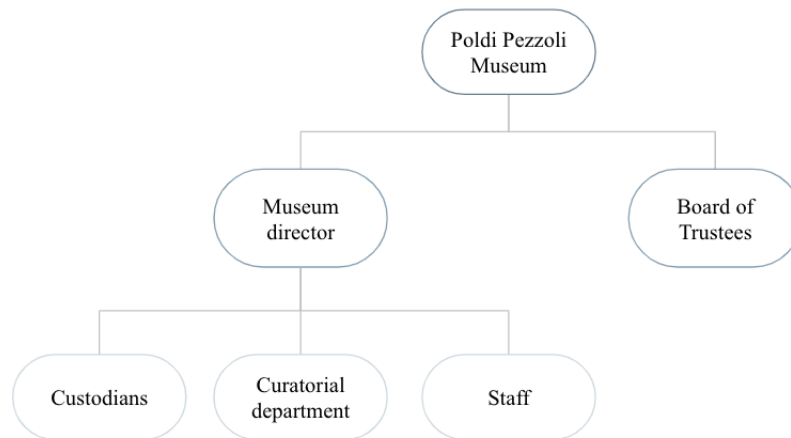 Poldi Pezzoli
Museum
Museum
director
Board of
Trustees
Custodians
Curatorial
department
Staff